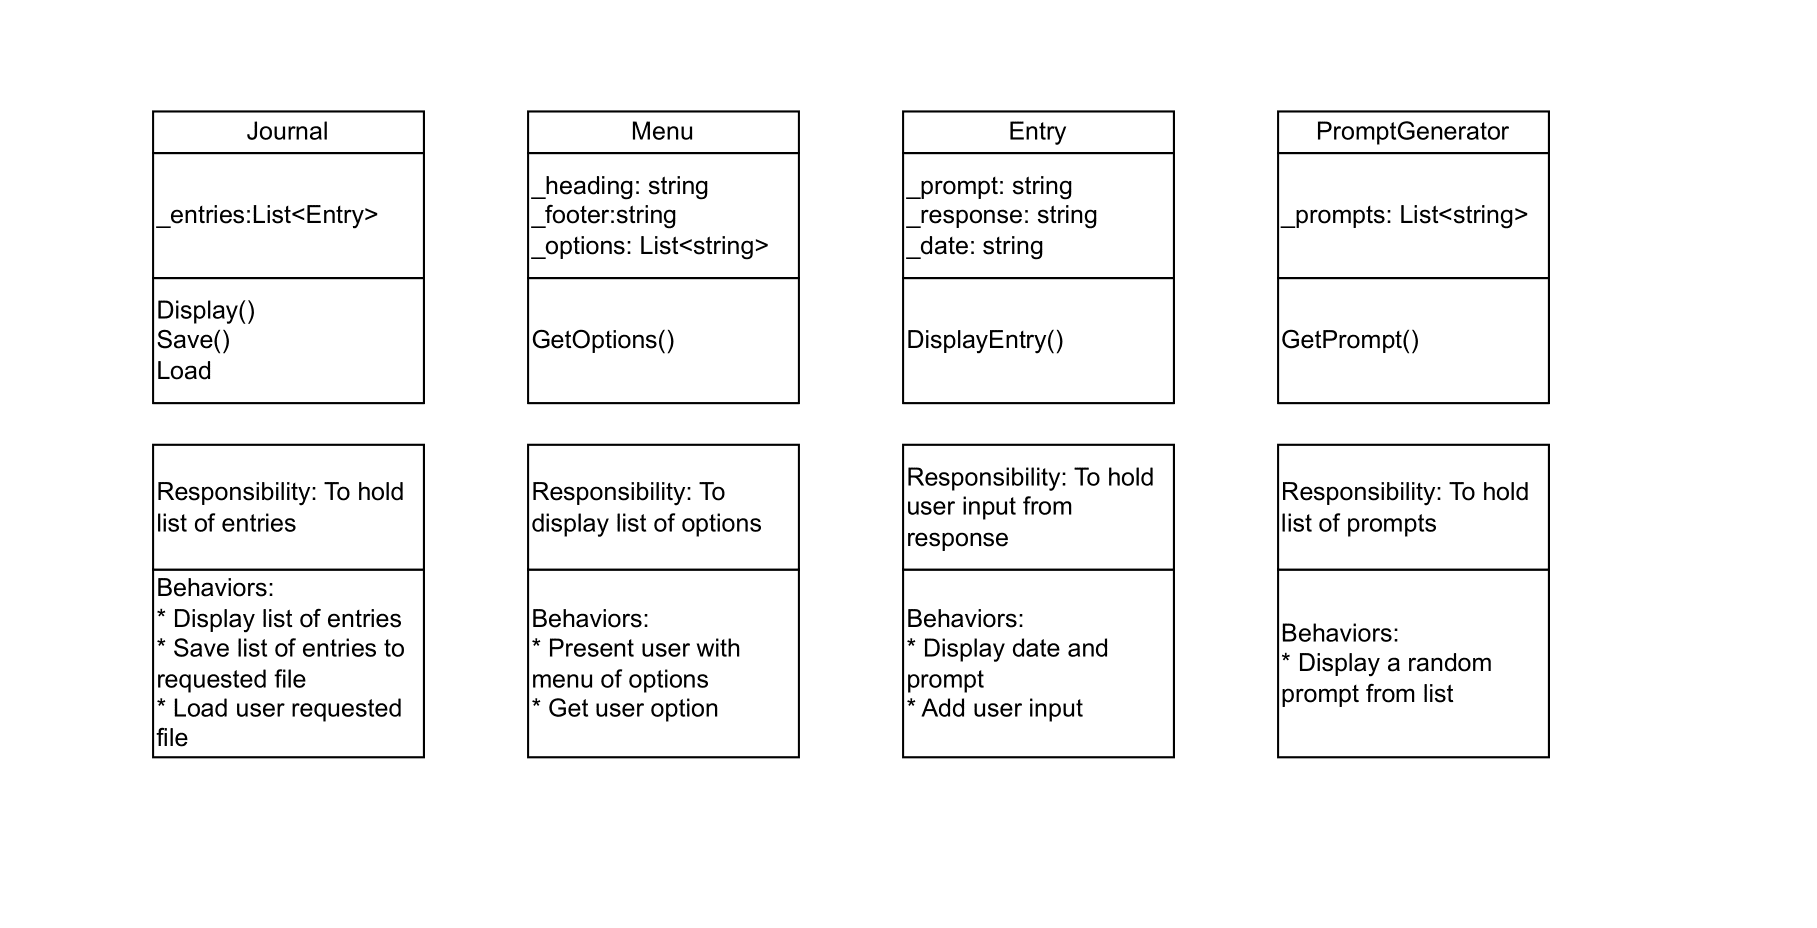 Journal
_entries:List<Entry>
Display()
Save()
Load
Responsibility: To hold
list of entries
Behaviors:
* Display list of entries
* Save list of entries to
requested file
* Load user requested
file
Menu
_heading: string
_footer:string
_options: List<string>
GetOptions()
Responsibility: To
display list of options
Behaviors:
* Present user with
menu of options
* Get user option
Entry
_prompt: string
_response: string
_date: string
DisplayEntry()
Responsibility: To hold
user input from
response
Behaviors:
* Display date and
prompt
* Add user input
PromptGenerator
_prompts: List<string>
GetPrompt()
Responsibility: To hold
list of prompts
Behaviors:
* Display a random
prompt from list